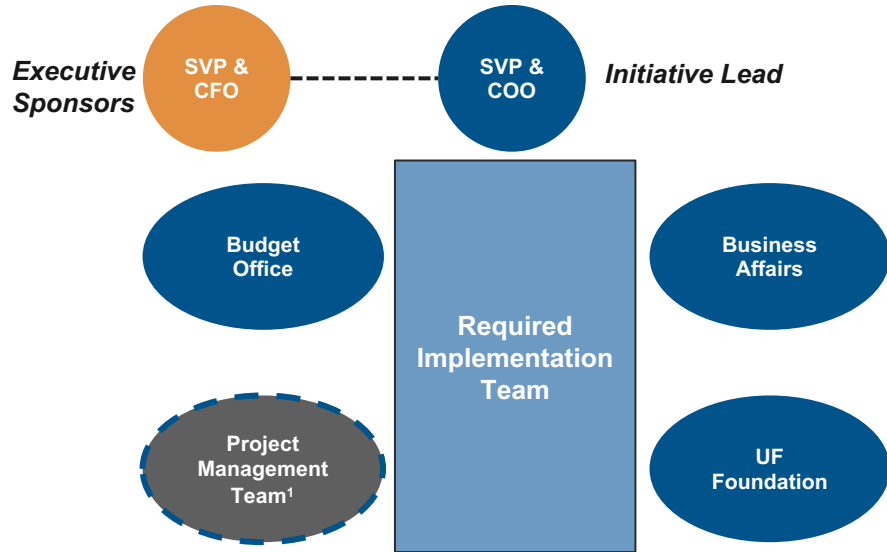 Executive
Sponsors
SVP &
CFO
SVP &
COO
Initiative Lead
Budget
Office
Business
Affairs
Required
Implementation
Team
Project
Management
Team¹
UF
Foundation